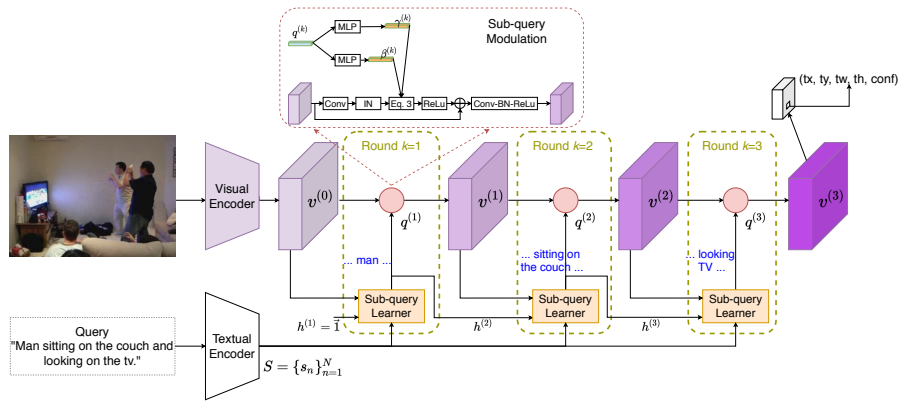 Sub-query
Modulation
q^{(k)}
MLP
γ^{(k)}
MLP
β^{(k)}
Conv
IN
Eq. 3
ReLu
Conv-BN-ReLu
(tx, ty, tw, th, conf)
Round k=1
Round k=2
Round k=3
Visual
Encoder
v^{(0)}
q^{(1)}
v^{(1)}
q^{(2)}
v^{(2)}
q^{(3)}
v^{(3)}
... man ...
... sitting on
the couch ...
... looking
TV ...
Sub-query
Learner
Sub-query
Learner
Sub-query
Learner
h^{(1)} = \vec{1}
h^{(2)}
h^{(3)}
Query
"Man sitting on the couch and
looking on the tv."
Textual
Encoder
S = \{s_n\}_{n=1}^{N}